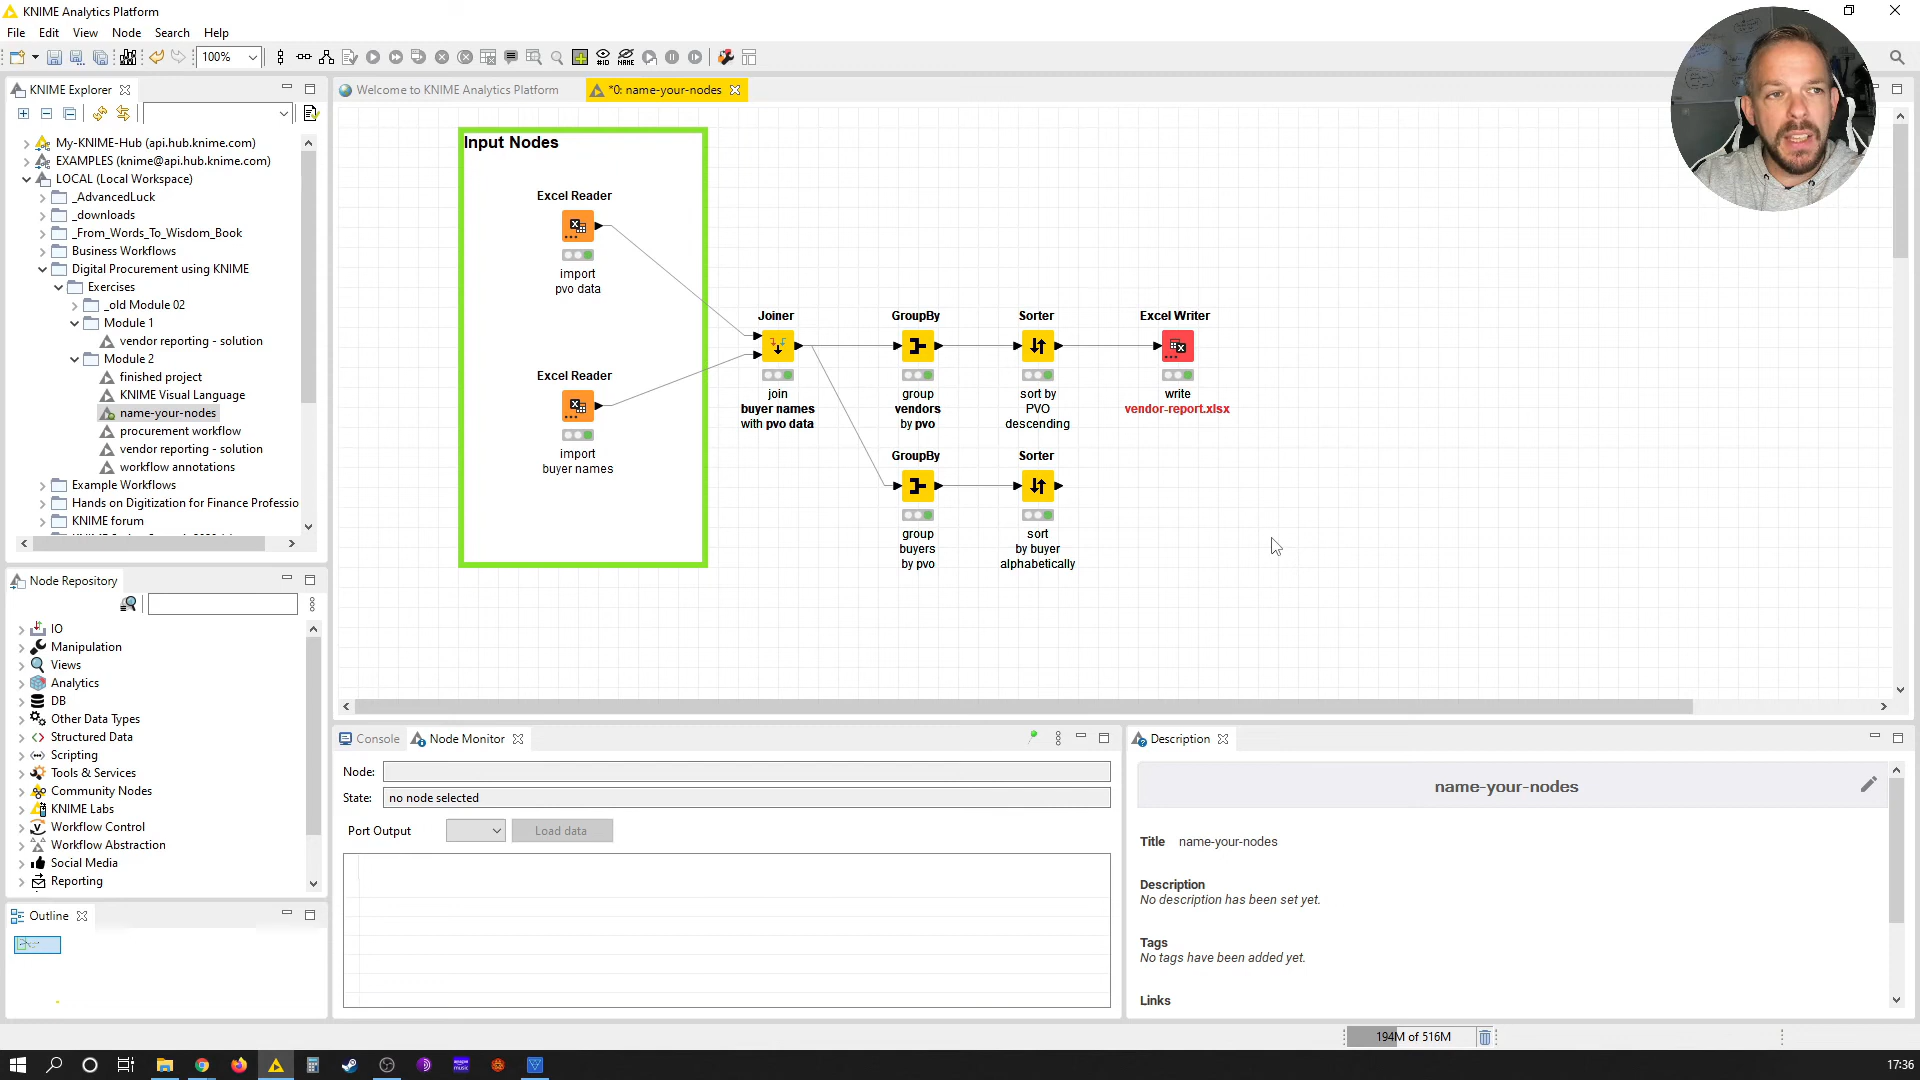 KNIME Analytics Platform
File Edit View Node Search Help
100%
KNIME Explorer
My-KNIME-Hub (api.hub.knime.com)
EXAMPLES (knime@api.hub.knime.com)
LOCAL (Local Workspace)
_AdvancedLuck
_downloads
_From_Words_To_Wisdom_Book
Business Workflows
Digital Procurement using KNIME
Exercises
_old Module 02
Module 1
vendor reporting - solution
Module 2
finished project
KNIME Visual Language
name-your-nodes
procurement workflow
vendor reporting - solution
workflow annotations
Example Workflows
Hands on Digitization for Finance Professio
KNIME forum
Node Repository
IO
Manipulation
Views
Analytics
DB
Other Data Types
Structured Data
Scripting
Tools & Services
Community Nodes
KNIME Labs
Workflow Control
Workflow Abstraction
Social Media
Reporting
Outline
Welcome to KNIME Analytics Platform
*0: name-your-nodes
Input Nodes
Excel Reader
import
pvo data
Excel Reader
import
buyer names
Joiner
join
buyer names
with pvo data
GroupBy
group
vendors
by pvo
Sorter
sort by
PVO
descending
Excel Writer
write
vendor-report.xlsx
GroupBy
group
buyers
by pvo
Sorter
sort
by buyer
alphabetically
Console
Node Monitor
Node:
State: no node selected
Port Output
Load data
Description
name-your-nodes
Title name-your-nodes
Description
No description has been set yet.
Tags
No tags have been added yet.
Links
194M of 516M
17:36